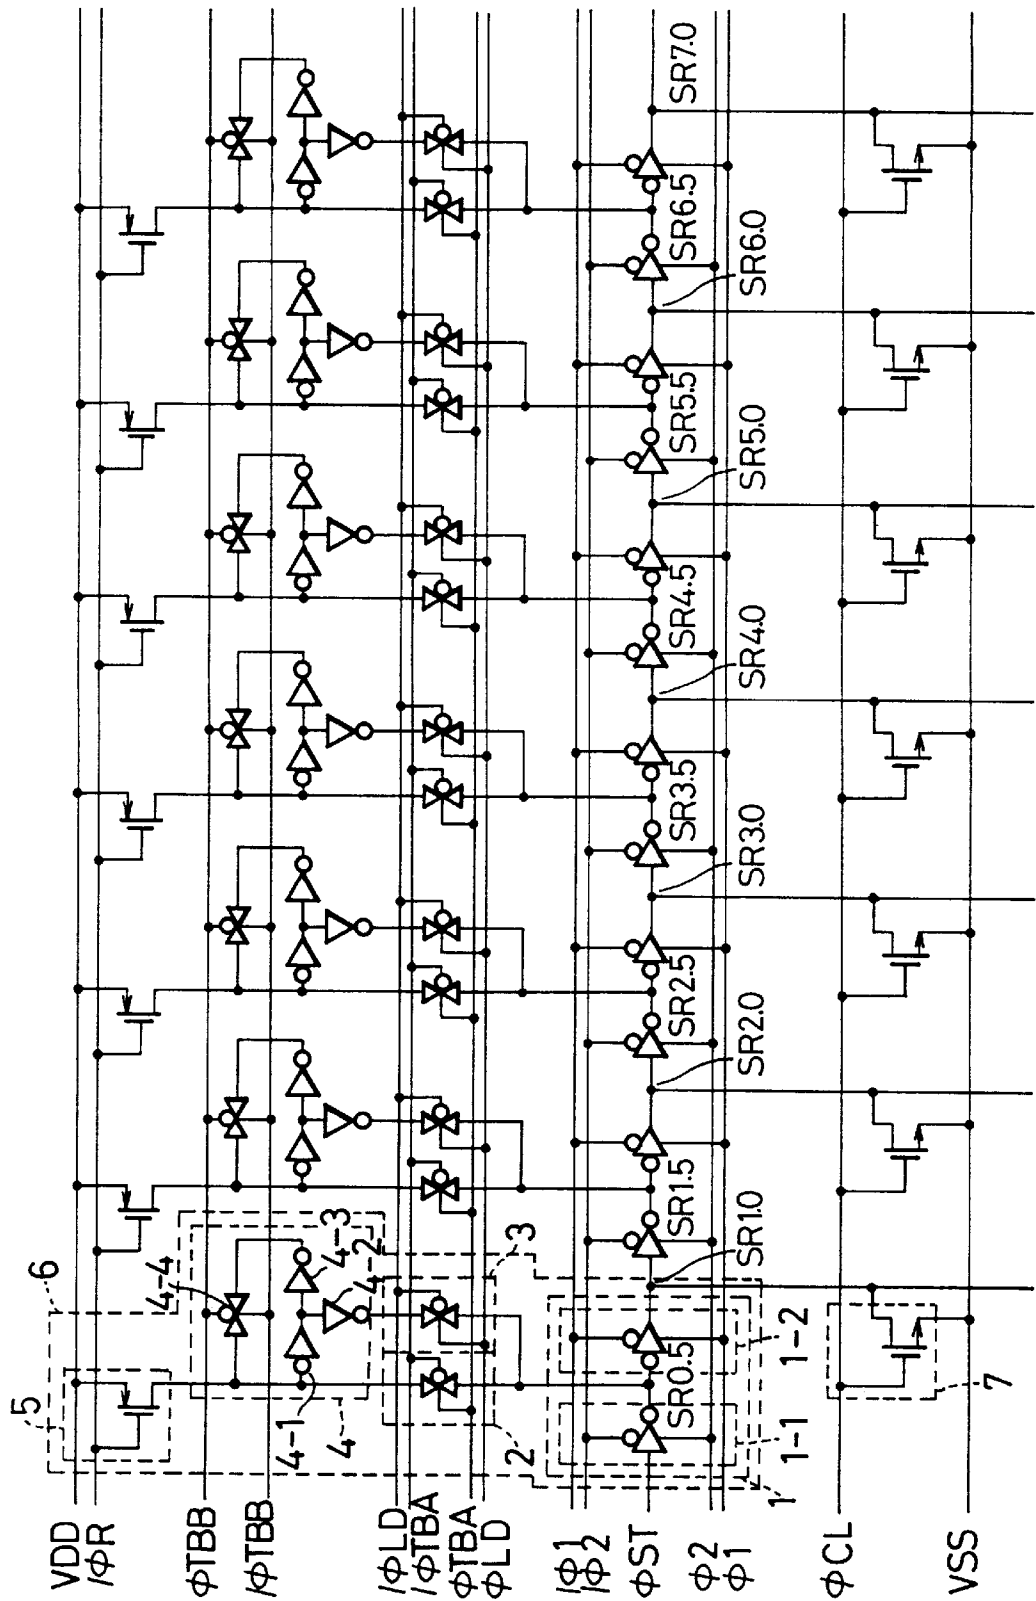 VDD
/φR
φTBB
/φTBB
/φLD
/φTBA
φTBA
φLD
/φ1
/φ2
φST
φ2
φ1
φCL
VSS
5
6
4-4
4-3
4-2
4-1
4
3
2
1
1-1
1-2
7
SR0.5
SR1.0
SR1.5
SR2.0
SR2.5
SR3.0
SR3.5
SR4.0
SR4.5
SR5.0
SR5.5
SR6.0
SR6.5
SR7.0